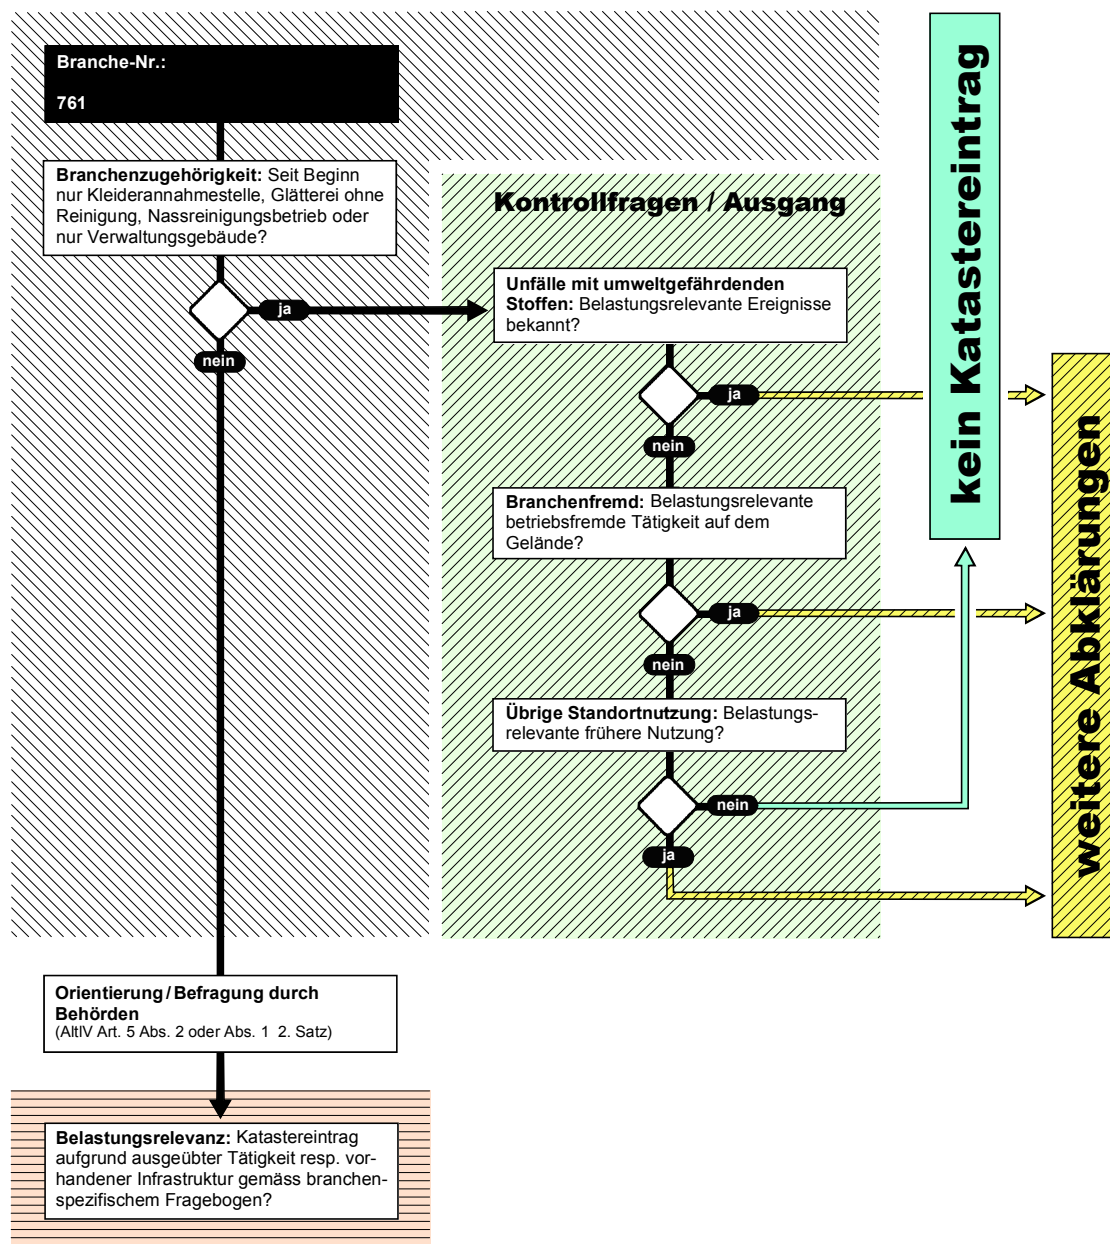 Branche-Nr.:
761
Branchenzugehörigkeit: Seit Beginn
nur Kleiderannahmestelle, Glätterei ohne
Reinigung, Nassreinigungsbetrieb oder
nur Verwaltungsgebäude?
ja
nein
Kontrollfragen / Ausgang
Unfälle mit umweltgefährdenden
Stoffen: Belastungsrelevante Ereignisse
bekannt?
ja
nein
Branchenfremd: Belastungsrelevante
betriebsfremde Tätigkeit auf dem
Gelände?
ja
nein
Übrige Standortnutzung: Belastungs-
relevante frühere Nutzung?
nein
ja
kein Katastereintrag
weitere Abklärungen
Orientierung/Befragung durch
Behörden
(AltlV Art. 5 Abs. 2 oder Abs. 1 2. Satz)
Belastungsrelevanz: Katastereintrag
aufgrund ausgeübter Tätigkeit resp. vor-
handener Infrastruktur gemäss branchen-
spezifischem Fragebogen?